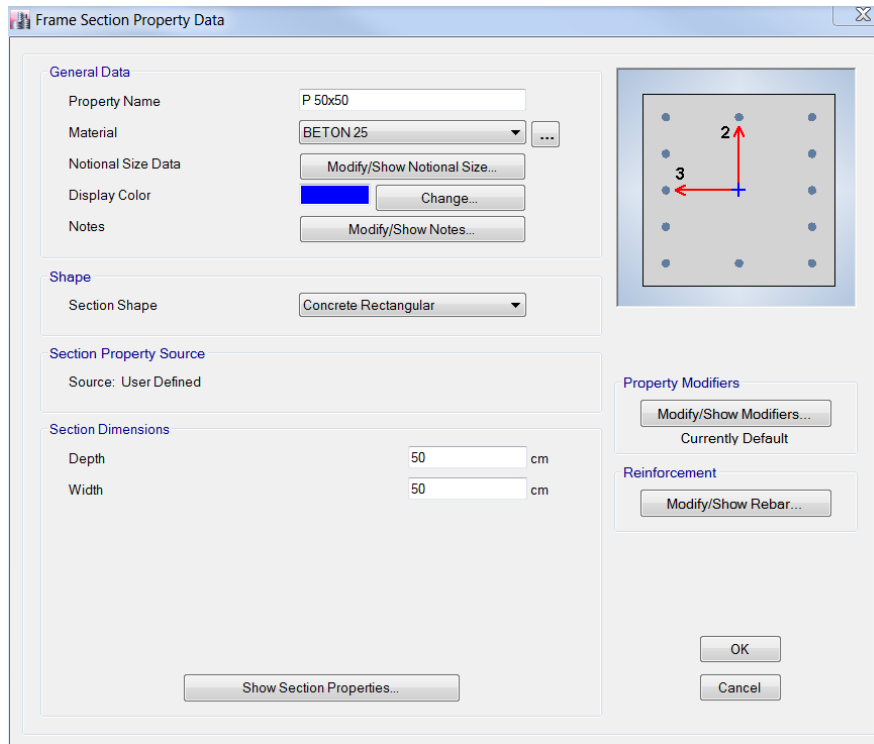 Frame Section Property Data
General Data
Property Name P 50x50
Material BETON 25 ...
Notional Size Data Modify/Show Notional Size...
Display Color Change...
Notes Modify/Show Notes...
Shape
Section Shape Concrete Rectangular
Section Property Source
Source: User Defined
Section Dimensions
Depth 50 cm
Width 50 cm
Show Section Properties...
2
3
Property Modifiers
Modify/Show Modifiers...
Currently Default
Reinforcement
Modify/Show Rebar...
OK
Cancel